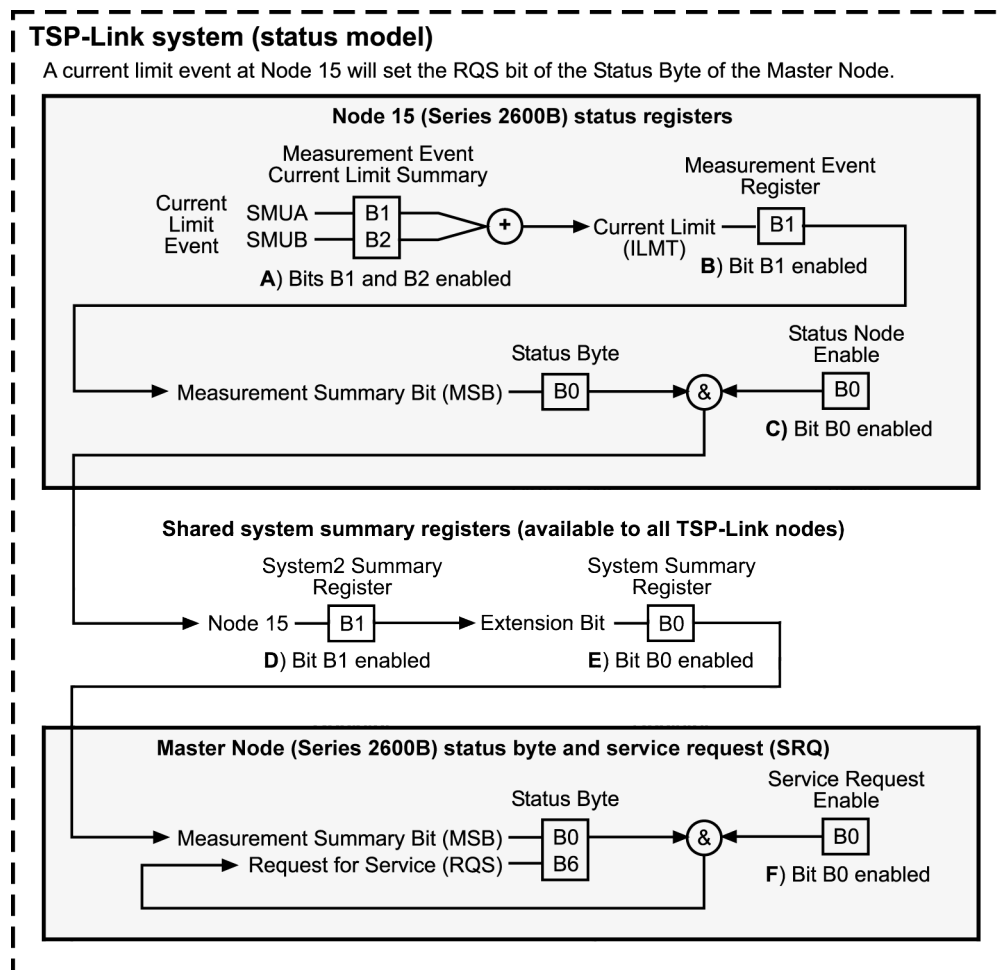 TSP-Link system (status model)
A current limit event at Node 15 will set the RQS bit of the Status Byte of the Master Node.
Node 15 (Series 2600B) status registers
Measurement Event
Current Limit Summary
Current
Limit
Event
SMUA
B1
SMUB
B2
+
A) Bits B1 and B2 enabled
Current Limit
(ILMT)
Measurement Event
Register
B1
B) Bit B1 enabled
Measurement Summary Bit (MSB)
Status Byte
B0
&
Status Node
Enable
B0
C) Bit B0 enabled
Shared system summary registers (available to all TSP-Link nodes)
System2 Summary
Register
Node 15
B1
D) Bit B1 enabled
Extension Bit
System Summary
Register
B0
E) Bit B0 enabled
Master Node (Series 2600B) status byte and service request (SRQ)
Status Byte
Measurement Summary Bit (MSB)
B0
Request for Service (RQS)
B6
&
Service Request
Enable
B0
F) Bit B0 enabled